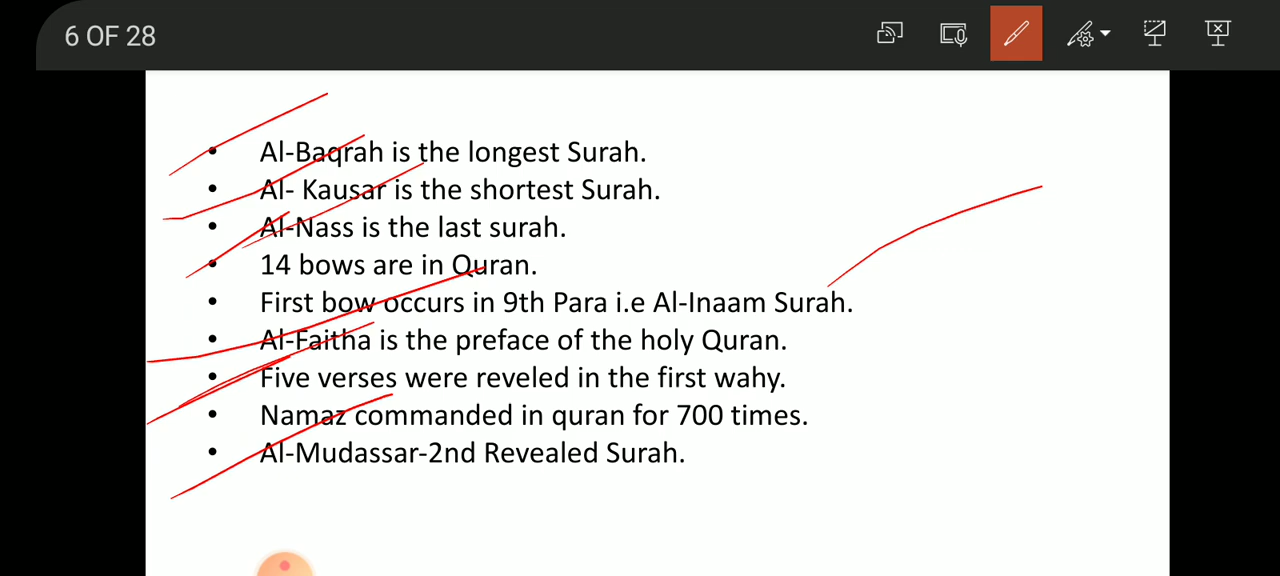 6 OF 28
• Al-Baqrah is the longest Surah.
• Al- Kausar is the shortest Surah.
• Al-Nass is the last surah.
• 14 bows are in Quran.
• First bow occurs in 9th Para i.e Al-Inaam Surah.
• Al-Faitha is the preface of the holy Quran.
• Five verses were reveled in the first wahy.
• Namaz commanded in quran for 700 times.
• Al-Mudassar-2nd Revealed Surah.